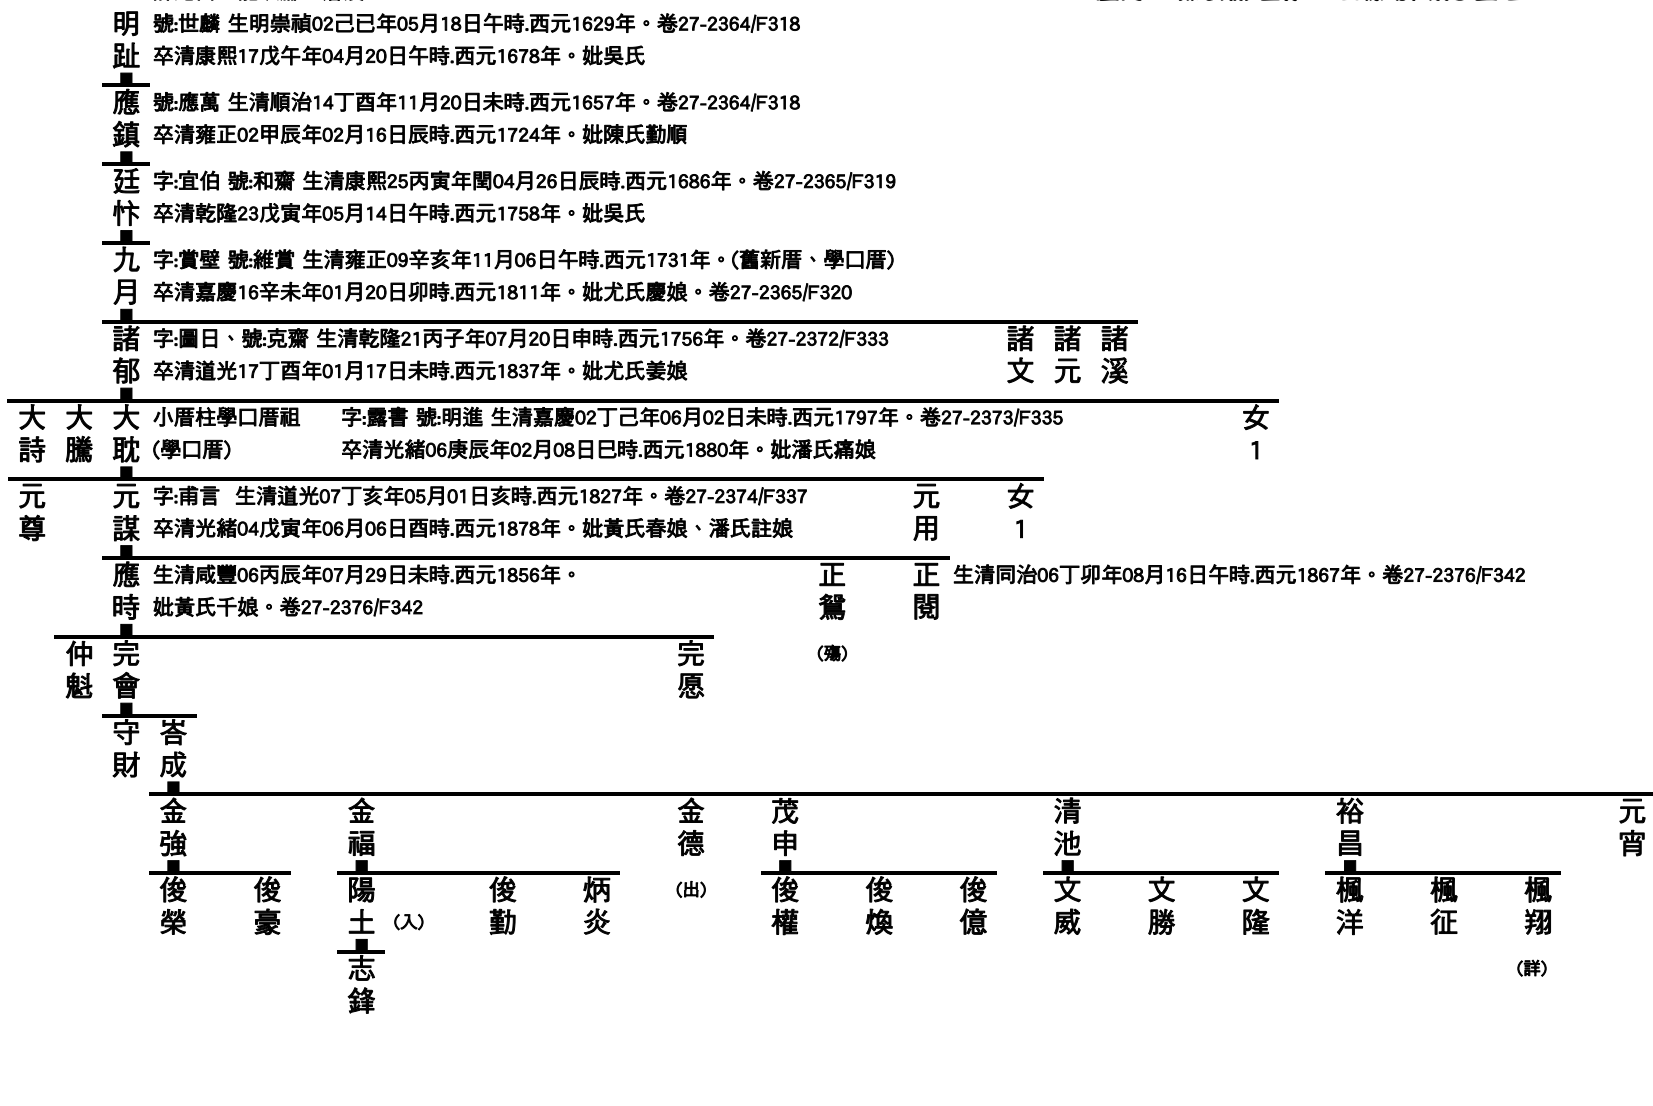 明趾 號:世麟 生明崇禎02己已年05月18日午時.西元1629年。卷27-2364/F318
卒清康熙17戊午年04月20日午時.西元1678年。妣吳氏
應鎮 號:應萬 生清順治14丁酉年11月20日未時.西元1657年。卷27-2364/F318
卒清雍正02甲辰年02月16日辰時.西元1724年。妣陳氏勤順
廷忭 字:宜伯 號:和齋 生清康熙25丙寅年閏04月26日辰時.西元1686年。卷27-2365/F319
卒清乾隆23戊寅年05月14日午時.西元1758年。妣吳氏
九月 字:賞壁 號:維賞 生清雍正09辛亥年11月06日午時.西元1731年。(舊新厝、學口厝)
卒清嘉慶16辛未年01月20日卯時.西元1811年。妣尤氏慶娘。卷27-2365/F320
諸郁 字:圖日、號:克齋 生清乾隆21丙子年07月20日申時.西元1756年。卷27-2372/F333 諸文 諸元 諸溪
卒清道光17丁酉年01月17日未時.西元1837年。妣尤氏姜娘
大詩 大騰 大耽 小厝柱學口厝祖 字:露書 號:明進 生清嘉慶02丁己年06月02日未時.西元1797年。卷27-2373/F335 女1
(學口厝) 卒清光緒06庚辰年02月08日巳時.西元1880年。妣潘氏痛娘
元尊 元謀 字:甫言 生清道光07丁亥年05月01日亥時.西元1827年。卷27-2374/F337 元用 女1
卒清光緒04戊寅年06月06日酉時.西元1878年。妣黃氏春娘、潘氏註娘
應時 生清咸豐06丙辰年07月29日未時.西元1856年。 正鴛 正閱 生清同治06丁卯年08月16日午時.西元1867年。卷27-2376/F342
妣黃氏千娘。卷27-2376/F342
仲魁 完會 完愿 (殤)
守財 峇成
金強 金福 金德 茂申 清池 裕昌 元宵
俊榮 俊豪 陽土 (入) 俊勤 炳炎 (出) 俊權 俊煥 俊億 文威 文勝 文隆 楓洋 楓征 楓翔
(詳)
志鋒